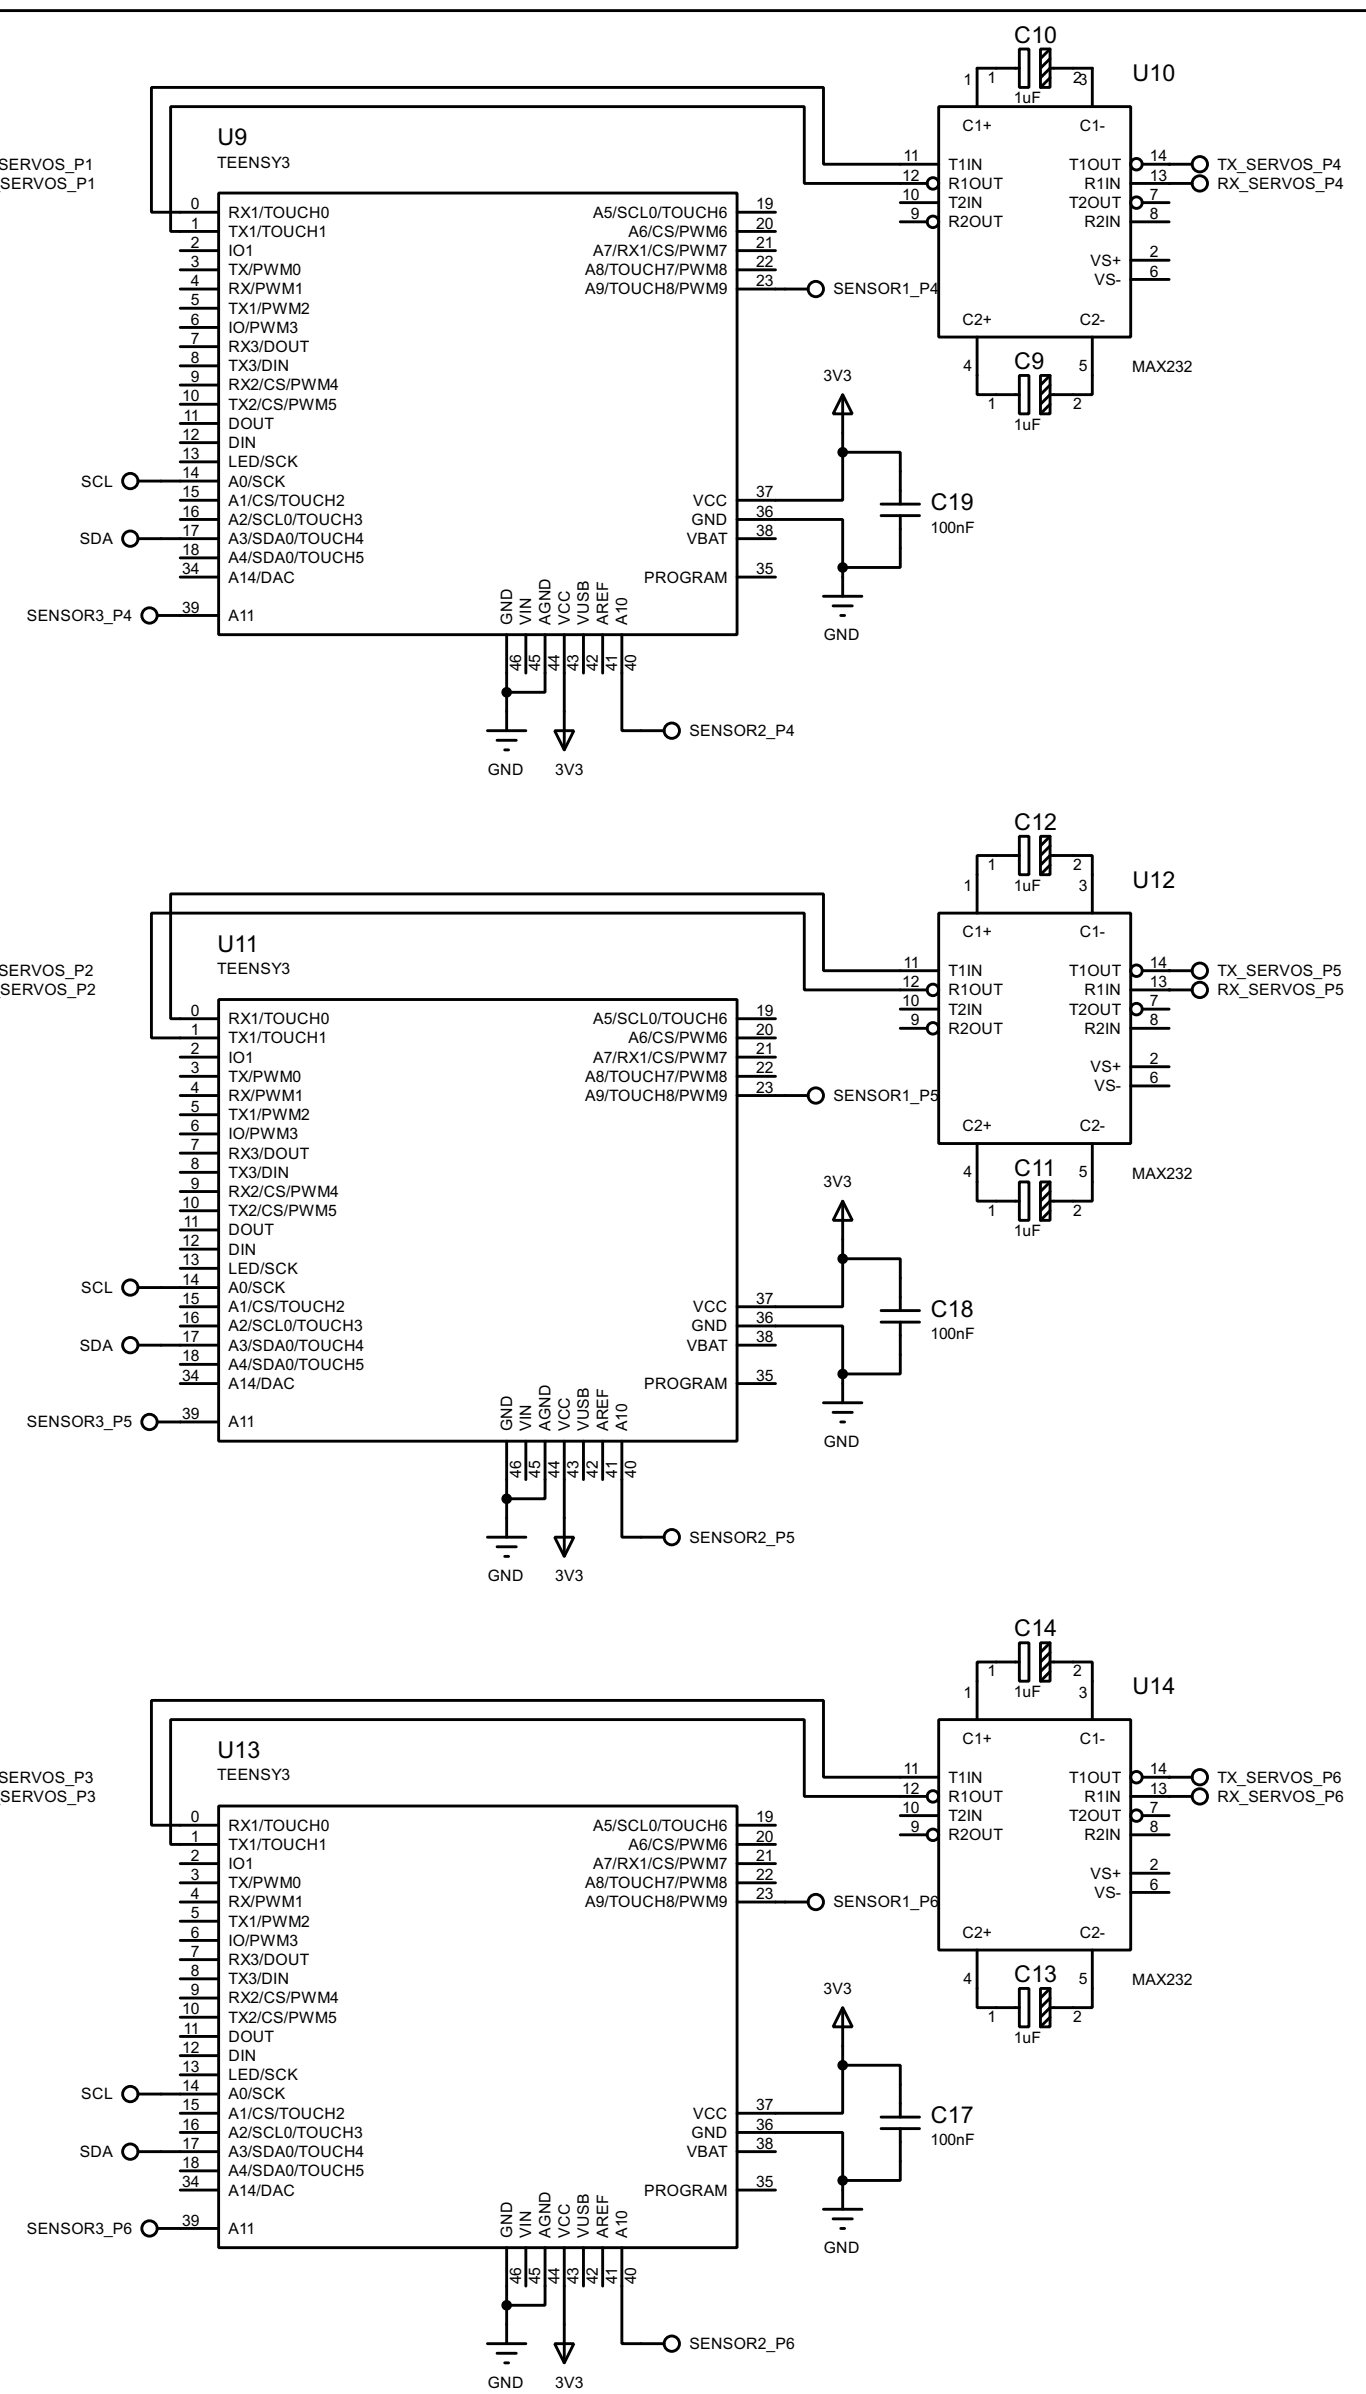 C10
1 1 2 3
1uF
U10
C1+ C1-
U9
TEENSY3
SERVOS_P1
SERVOS_P1
11 T1IN T1OUT 14 TX_SERVOS_P4
12 R1OUT R1IN 13 RX_SERVOS_P4
10 T2IN T2OUT 7
9 R2OUT R2IN 8
VS+ 2
VS- 6
C2+ C2-
4 C9 5
MAX232
1 2
1uF
0 RX1/TOUCH0 A5/SCL0/TOUCH6 19
1 TX1/TOUCH1 A6/CS/PWM6 20
2 IO1 A7/RX1/CS/PWM7 21
3 TX/PWM0 A8/TOUCH7/PWM8 22
4 RX/PWM1 A9/TOUCH8/PWM9 23 SENSOR1_P4
5 TX1/PWM2
6 IO/PWM3
7 RX3/DOUT
8 TX3/DIN
9 RX2/CS/PWM4
10 TX2/CS/PWM5
11 DOUT
12 DIN
13 LED/SCK
SCL 14 A0/SCK
15 A1/CS/TOUCH2 VCC 37
16 A2/SCL0/TOUCH3 GND 36
SDA 17 A3/SDA0/TOUCH4 VBAT 38
18 A4/SDA0/TOUCH5
34 A14/DAC PROGRAM 35
SENSOR3_P4 39 A11
3V3
C19
100nF
GND
GND VIN AGND VCC VUSB AREF A10
46 45 44 43 42 41 40
SENSOR2_P4
GND 3V3
C12
1 2
1uF
1 3
U12
C1+ C1-
U11
TEENSY3
SERVOS_P2
SERVOS_P2
11 T1IN T1OUT 14 TX_SERVOS_P5
12 R1OUT R1IN 13 RX_SERVOS_P5
10 T2IN T2OUT 7
9 R2OUT R2IN 8
VS+ 2
VS- 6
C2+ C2-
4 C11 5
MAX232
1 2
1uF
0 RX1/TOUCH0 A5/SCL0/TOUCH6 19
1 TX1/TOUCH1 A6/CS/PWM6 20
2 IO1 A7/RX1/CS/PWM7 21
3 TX/PWM0 A8/TOUCH7/PWM8 22
4 RX/PWM1 A9/TOUCH8/PWM9 23 SENSOR1_P5
5 TX1/PWM2
6 IO/PWM3
7 RX3/DOUT
8 TX3/DIN
9 RX2/CS/PWM4
10 TX2/CS/PWM5
11 DOUT
12 DIN
13 LED/SCK
SCL 14 A0/SCK
15 A1/CS/TOUCH2 VCC 37
16 A2/SCL0/TOUCH3 GND 36
SDA 17 A3/SDA0/TOUCH4 VBAT 38
18 A4/SDA0/TOUCH5
34 A14/DAC PROGRAM 35
SENSOR3_P5 39 A11
3V3
C18
100nF
GND
GND VIN AGND VCC VUSB AREF A10
46 45 44 43 42 41 40
SENSOR2_P5
GND 3V3
C14
1 2
1uF
1 3
U14
C1+ C1-
U13
TEENSY3
SERVOS_P3
SERVOS_P3
11 T1IN T1OUT 14 TX_SERVOS_P6
12 R1OUT R1IN 13 RX_SERVOS_P6
10 T2IN T2OUT 7
9 R2OUT R2IN 8
VS+ 2
VS- 6
C2+ C2-
4 C13 5
MAX232
1 2
1uF
0 RX1/TOUCH0 A5/SCL0/TOUCH6 19
1 TX1/TOUCH1 A6/CS/PWM6 20
2 IO1 A7/RX1/CS/PWM7 21
3 TX/PWM0 A8/TOUCH7/PWM8 22
4 RX/PWM1 A9/TOUCH8/PWM9 23 SENSOR1_P6
5 TX1/PWM2
6 IO/PWM3
7 RX3/DOUT
8 TX3/DIN
9 RX2/CS/PWM4
10 TX2/CS/PWM5
11 DOUT
12 DIN
13 LED/SCK
SCL 14 A0/SCK
15 A1/CS/TOUCH2 VCC 37
16 A2/SCL0/TOUCH3 GND 36
SDA 17 A3/SDA0/TOUCH4 VBAT 38
18 A4/SDA0/TOUCH5
34 A14/DAC PROGRAM 35
SENSOR3_P6 39 A11
3V3
C17
100nF
GND
GND VIN AGND VCC VUSB AREF A10
46 45 44 43 42 41 40
SENSOR2_P6
GND 3V3